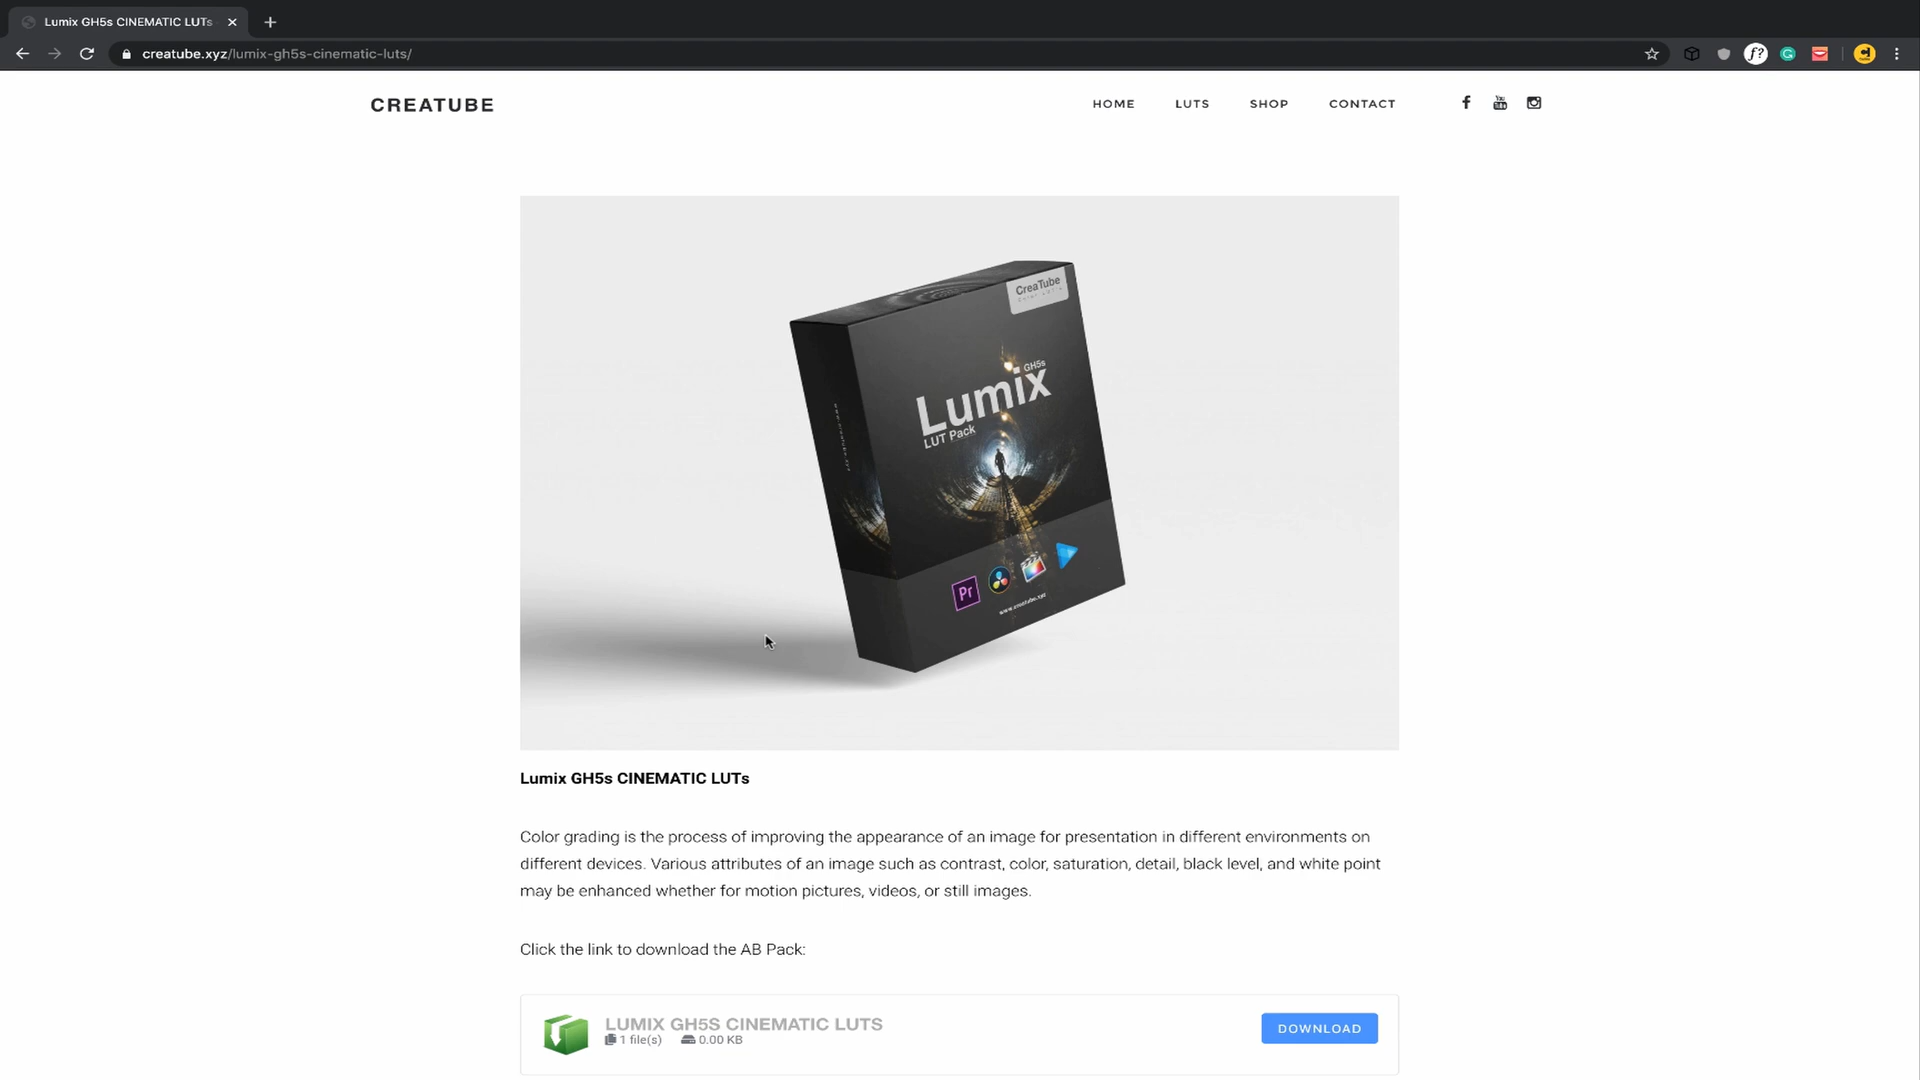 Lumix GH5s CINEMATIC LUTs
creatube.xyz/lumix-gh5s-cinematic-luts/
f?
CREATUBE
HOME LUTS SHOP CONTACT
CreaTube
GH5s
Lumix
LUT Pack
Pr
www.creatube.xyz
Lumix GH5s CINEMATIC LUTs
Color grading is the process of improving the appearance of an image for presentation in different environments on
different devices. Various attributes of an image such as contrast, color, saturation, detail, black level, and white point
may be enhanced whether for motion pictures, videos, or still images.
Click the link to download the AB Pack:
LUMIX GH5S CINEMATIC LUTS
1 file(s) 0.00 KB
DOWNLOAD